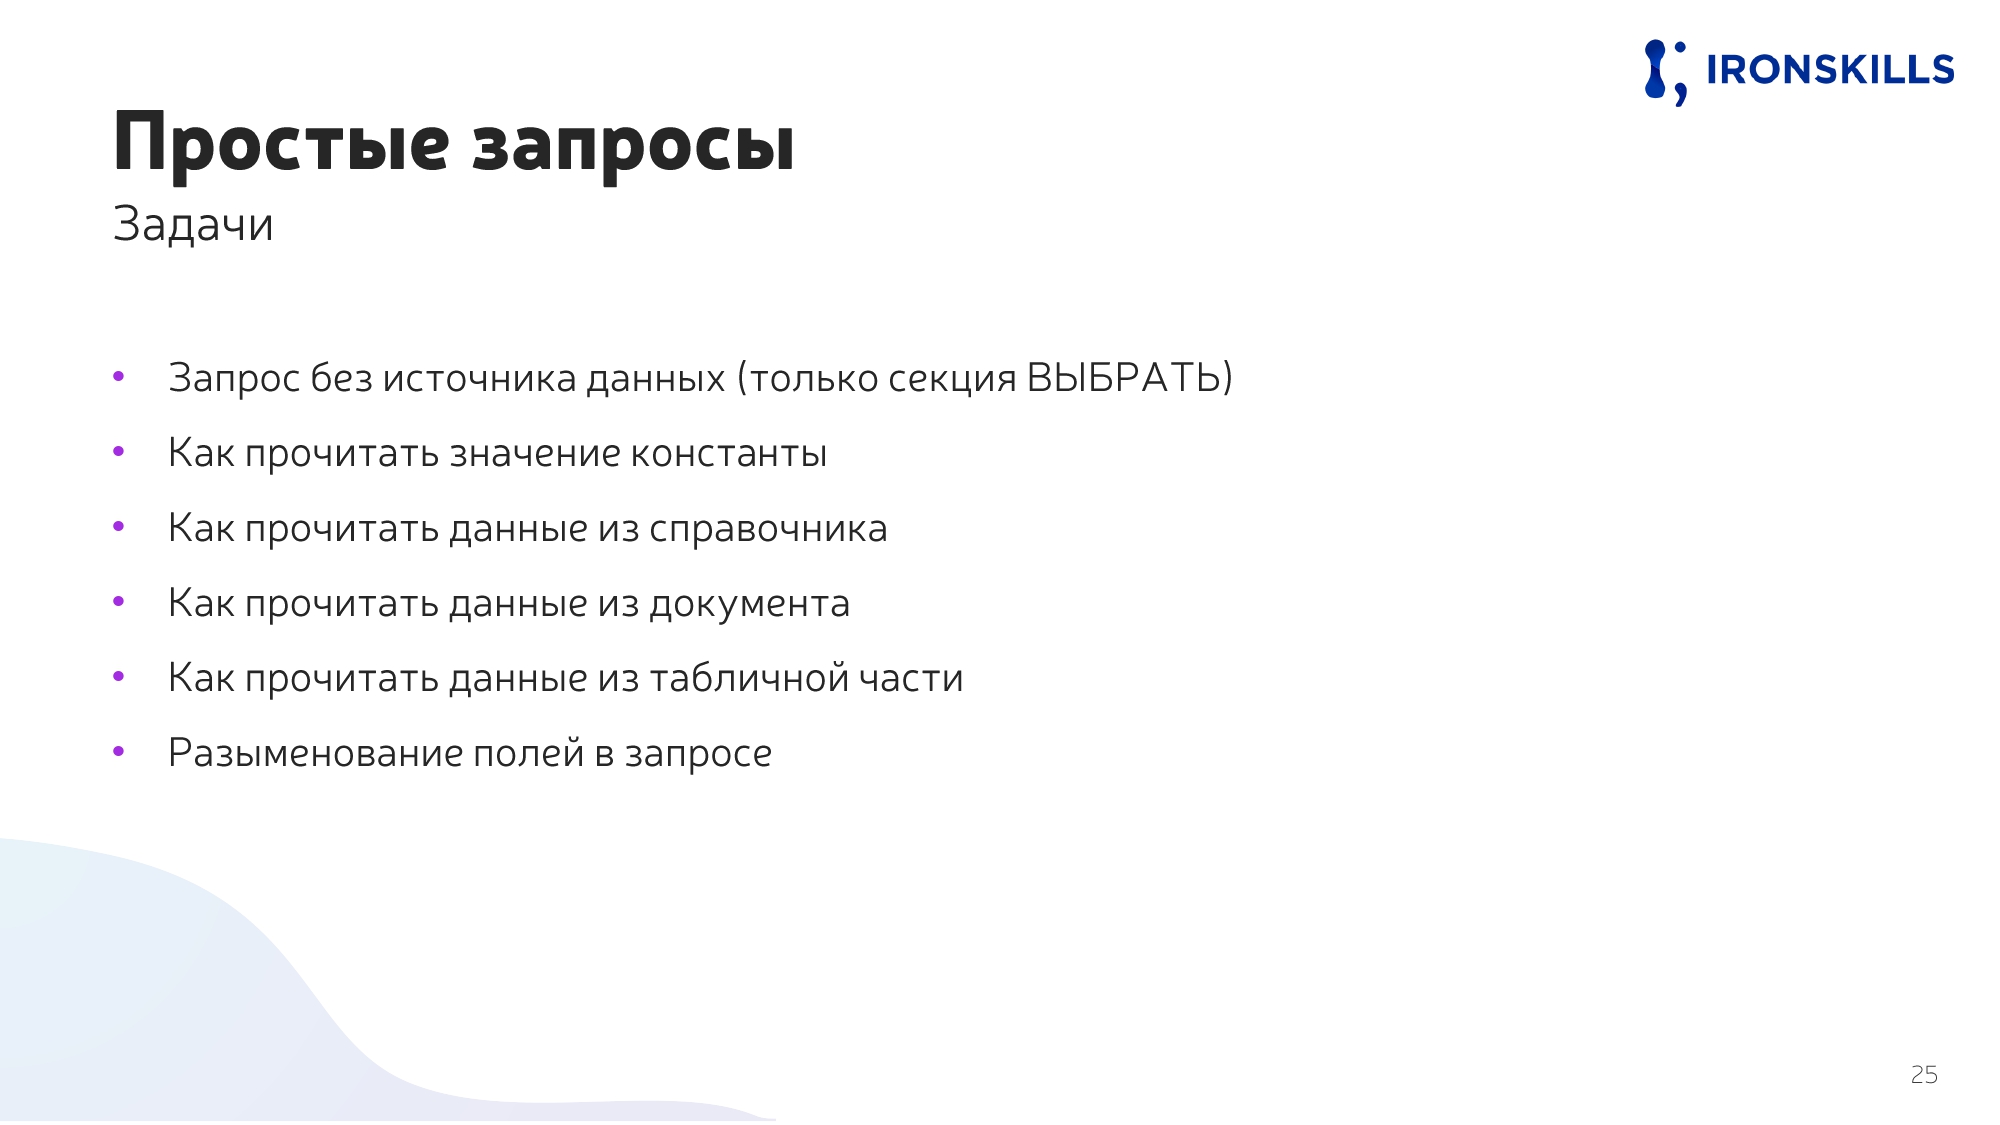 IRONSKILLS
Простые запросы
Задачи
• Запрос без источника данных (только секция ВЫБРАТЬ)
• Как прочитать значение константы
• Как прочитать данные из справочника
• Как прочитать данные из документа
• Как прочитать данные из табличной части
• Разыменование полей в запросе
25